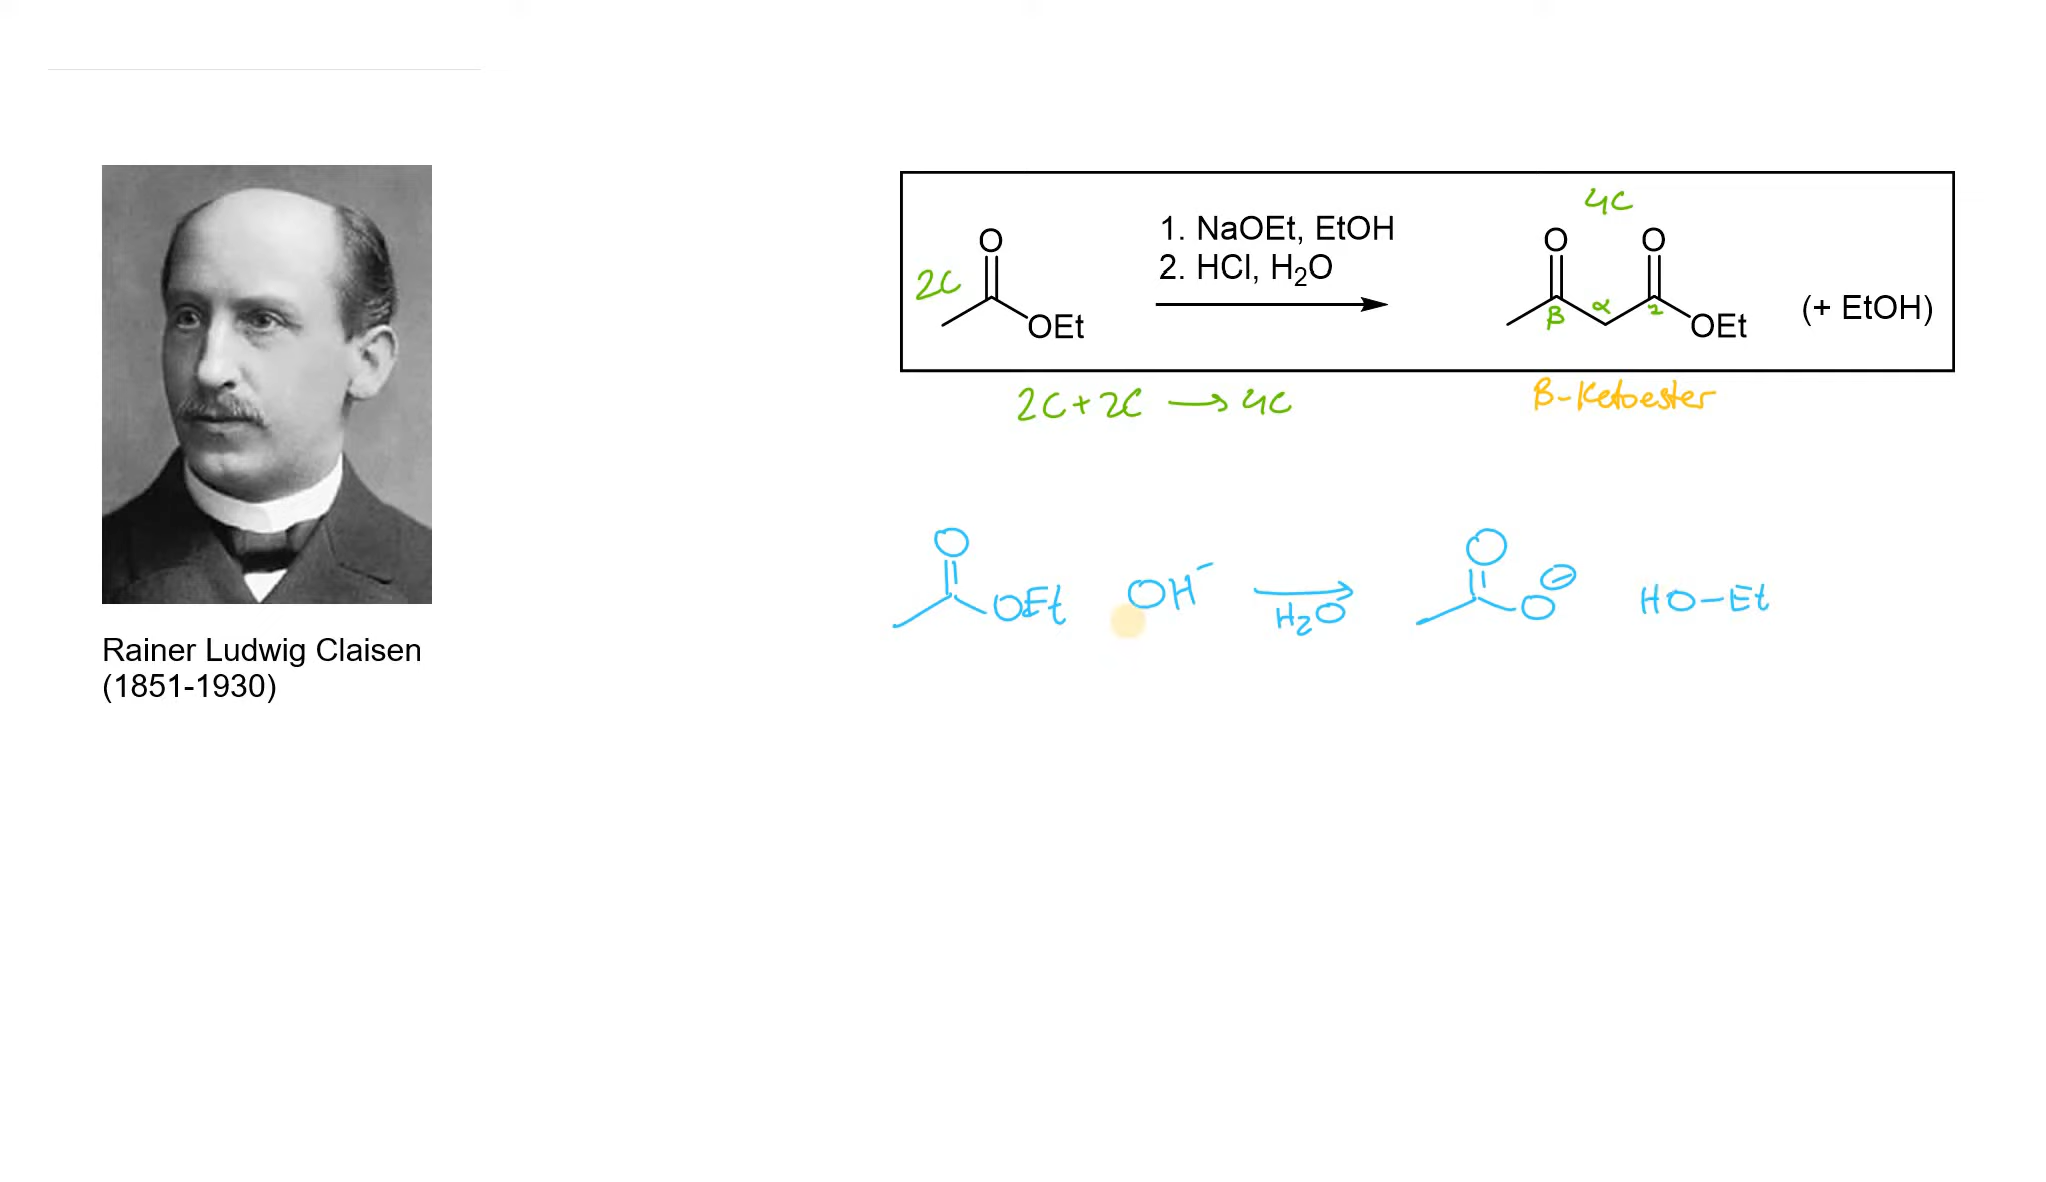 4C
O
O
O
1. NaOEt, EtOH
2. HCl, H₂O
2C
OEt
β α 1
OEt
(+ EtOH)
2C + 2C → 4C
β-Ketoester
O
OEt
OH⁻
H₂O
O
O⊖
HO-Et
Rainer Ludwig Claisen
(1851-1930)